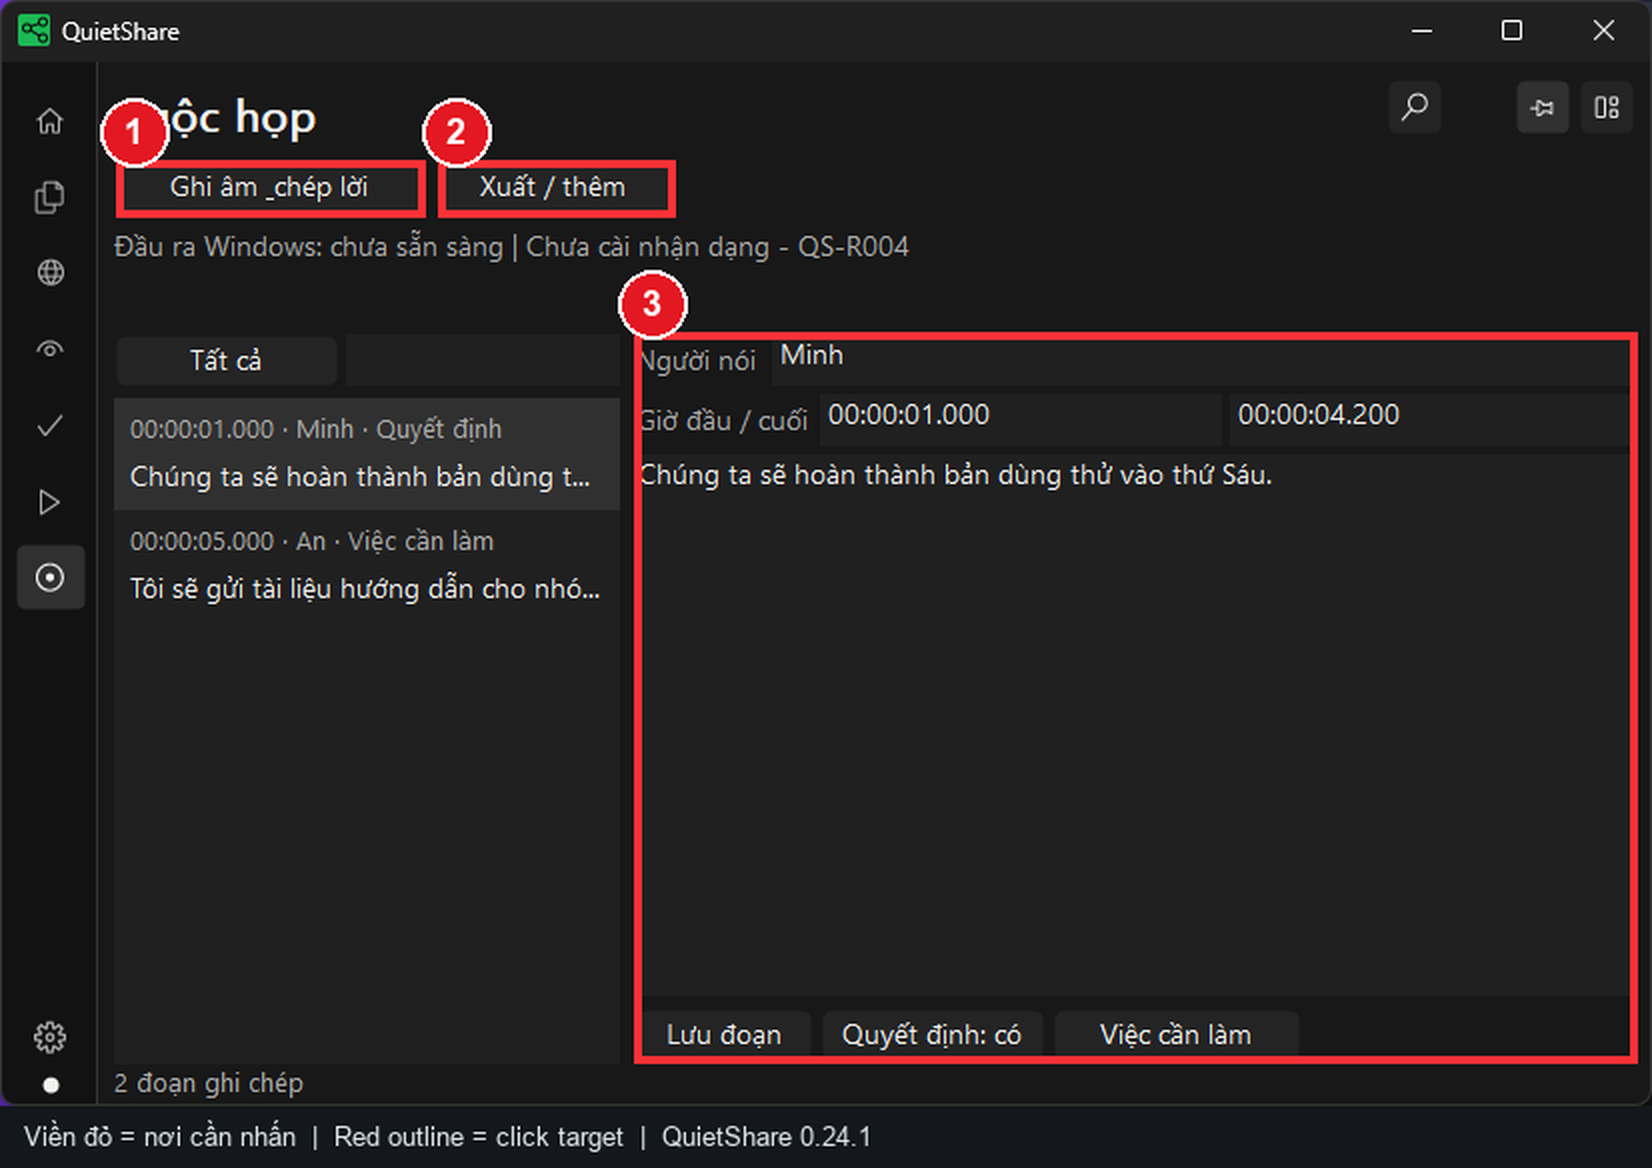 QuietShare
1
2
ộc họp
Ghi âm _chép lời
Xuất / thêm
Đầu ra Windows: chưa sẵn sàng | Chưa cài nhận dạng - QS-R004
3
Tất cả
Người nói
Minh
Giờ đầu / cuối
00:00:01.000
00:00:04.200
00:00:01.000 · Minh · Quyết định
Chúng ta sẽ hoàn thành bản dùng t...
00:00:05.000 · An · Việc cần làm
Tôi sẽ gửi tài liệu hướng dẫn cho nhó...
Chúng ta sẽ hoàn thành bản dùng thử vào thứ Sáu.
Lưu đoạn
Quyết định: có
Việc cần làm
2 đoạn ghi chép
Viền đỏ = nơi cần nhấn | Red outline = click target | QuietShare 0.24.1